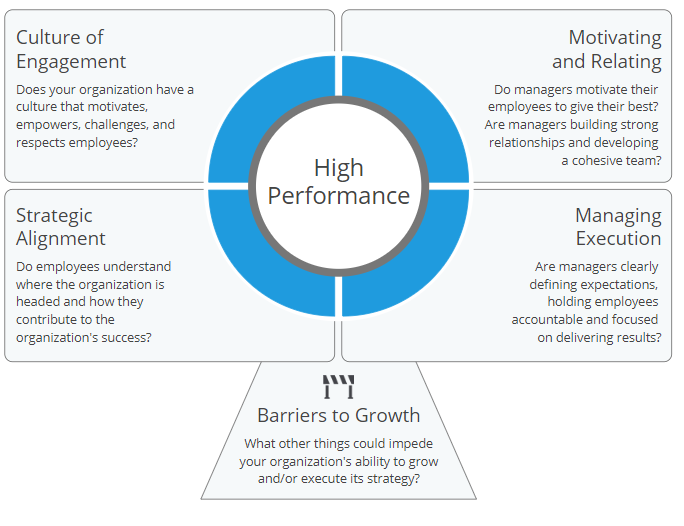 Culture of
Engagement
Does your organization have a
culture that motivates,
empowers, challenges, and
respects employees?
Motivating
and Relating
Do managers motivate their
employees to give their best?
Are managers building strong
relationships and developing
a cohesive team?
High
Performance
Strategic
Alignment
Do employees understand
where the organization is
headed and how they
contribute to the
organization's success?
Managing
Execution
Are managers clearly
defining expectations,
holding employees
accountable and focused
on delivering results?
Barriers to Growth
What other things could impede
your organization's ability to grow
and/or execute its strategy?